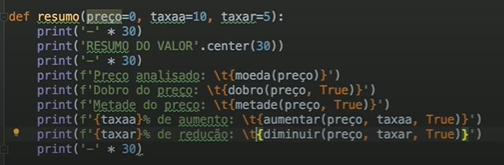 def resumo(preço=0, taxaa=10, taxar=5):
    print('-' * 30)
    print('RESUMO DO VALOR'.center(30))
    print('-' * 30)
    print(f'Preço analisado: \t{moeda(preço)}')
    print(f'Dobro do preço: \t{dobro(preço, True)}')
    print(f'Metade do preço: \t{metade(preço, True)}')
    print(f'{taxaa}% de aumento: \t{aumentar(preço, taxaa, True)}')
    print(f'{taxar}% de redução: \t{diminuir(preço, taxar, True)}')
    print('-' * 30)